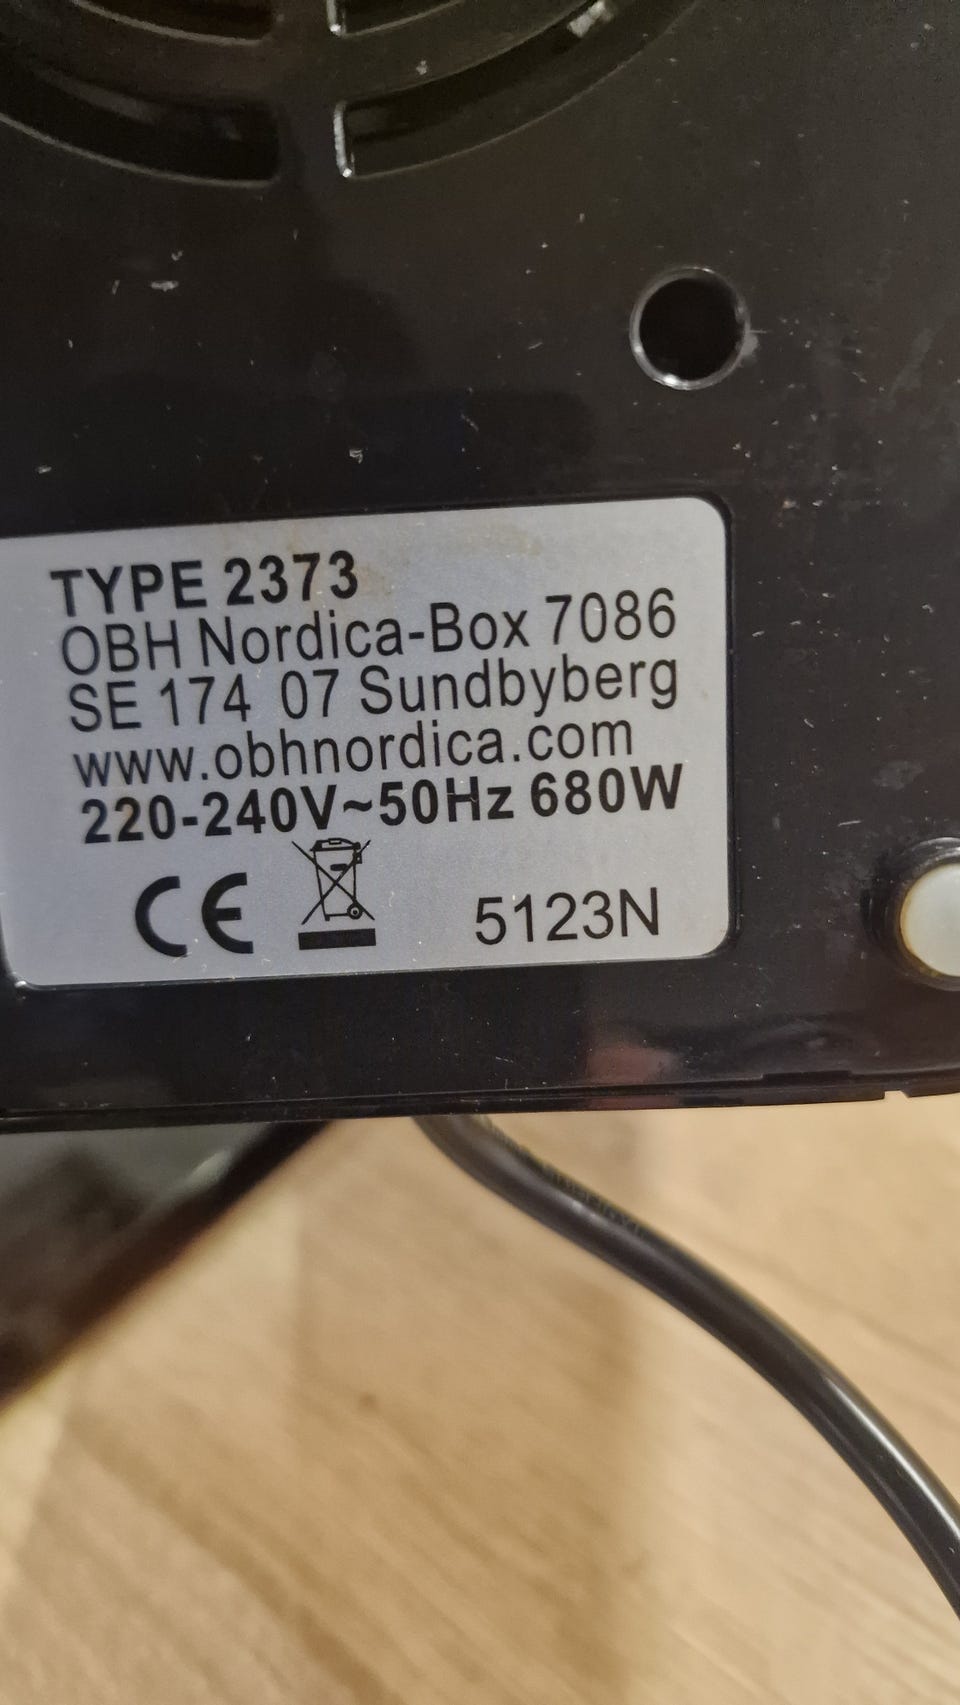 TYPE 2373
OBH Nordica-Box 7086
SE 174 07 Sundbyberg
www.obhnordica.com
220-240V~50Hz 680W
CE
5123N